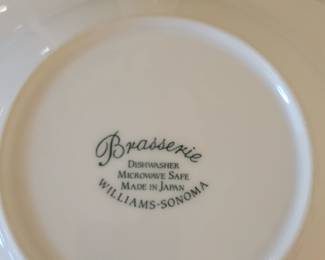 Brasserie
DISHWASHER
MICROWAVE SAFE
MADE IN JAPAN
WILLIAMS-SONOMA